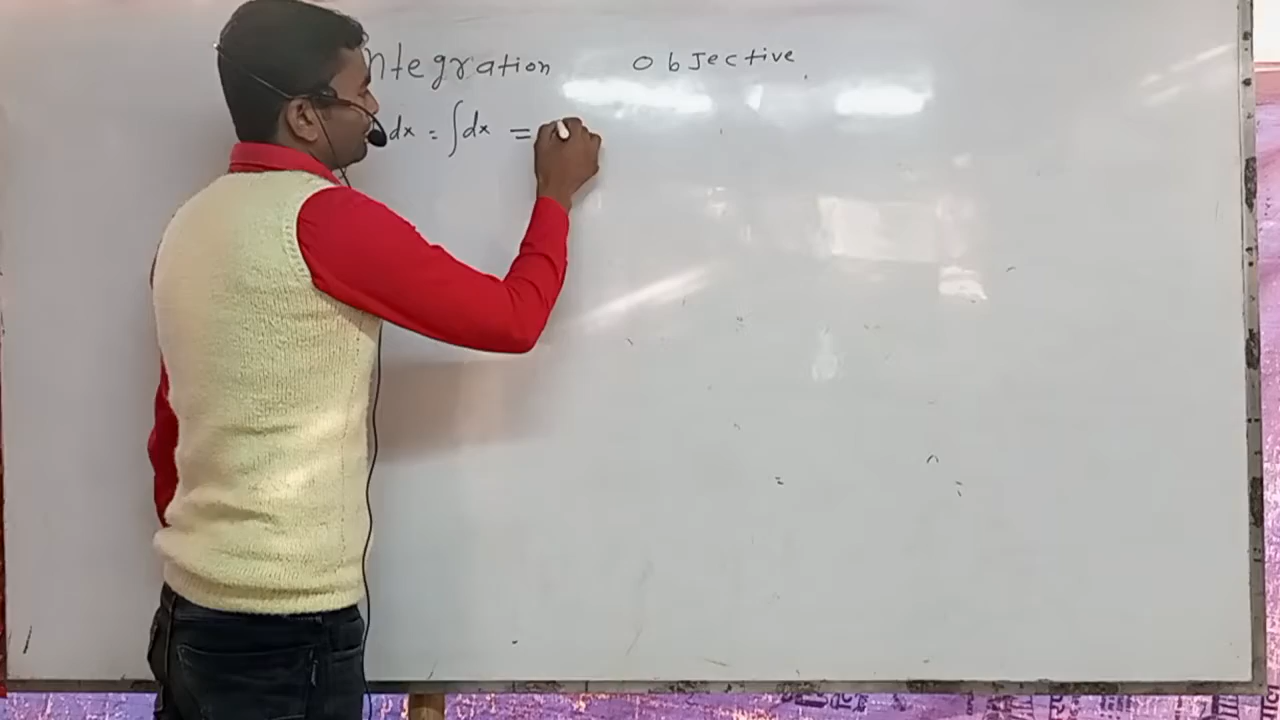 ntegration objective
dx = ∫dx =